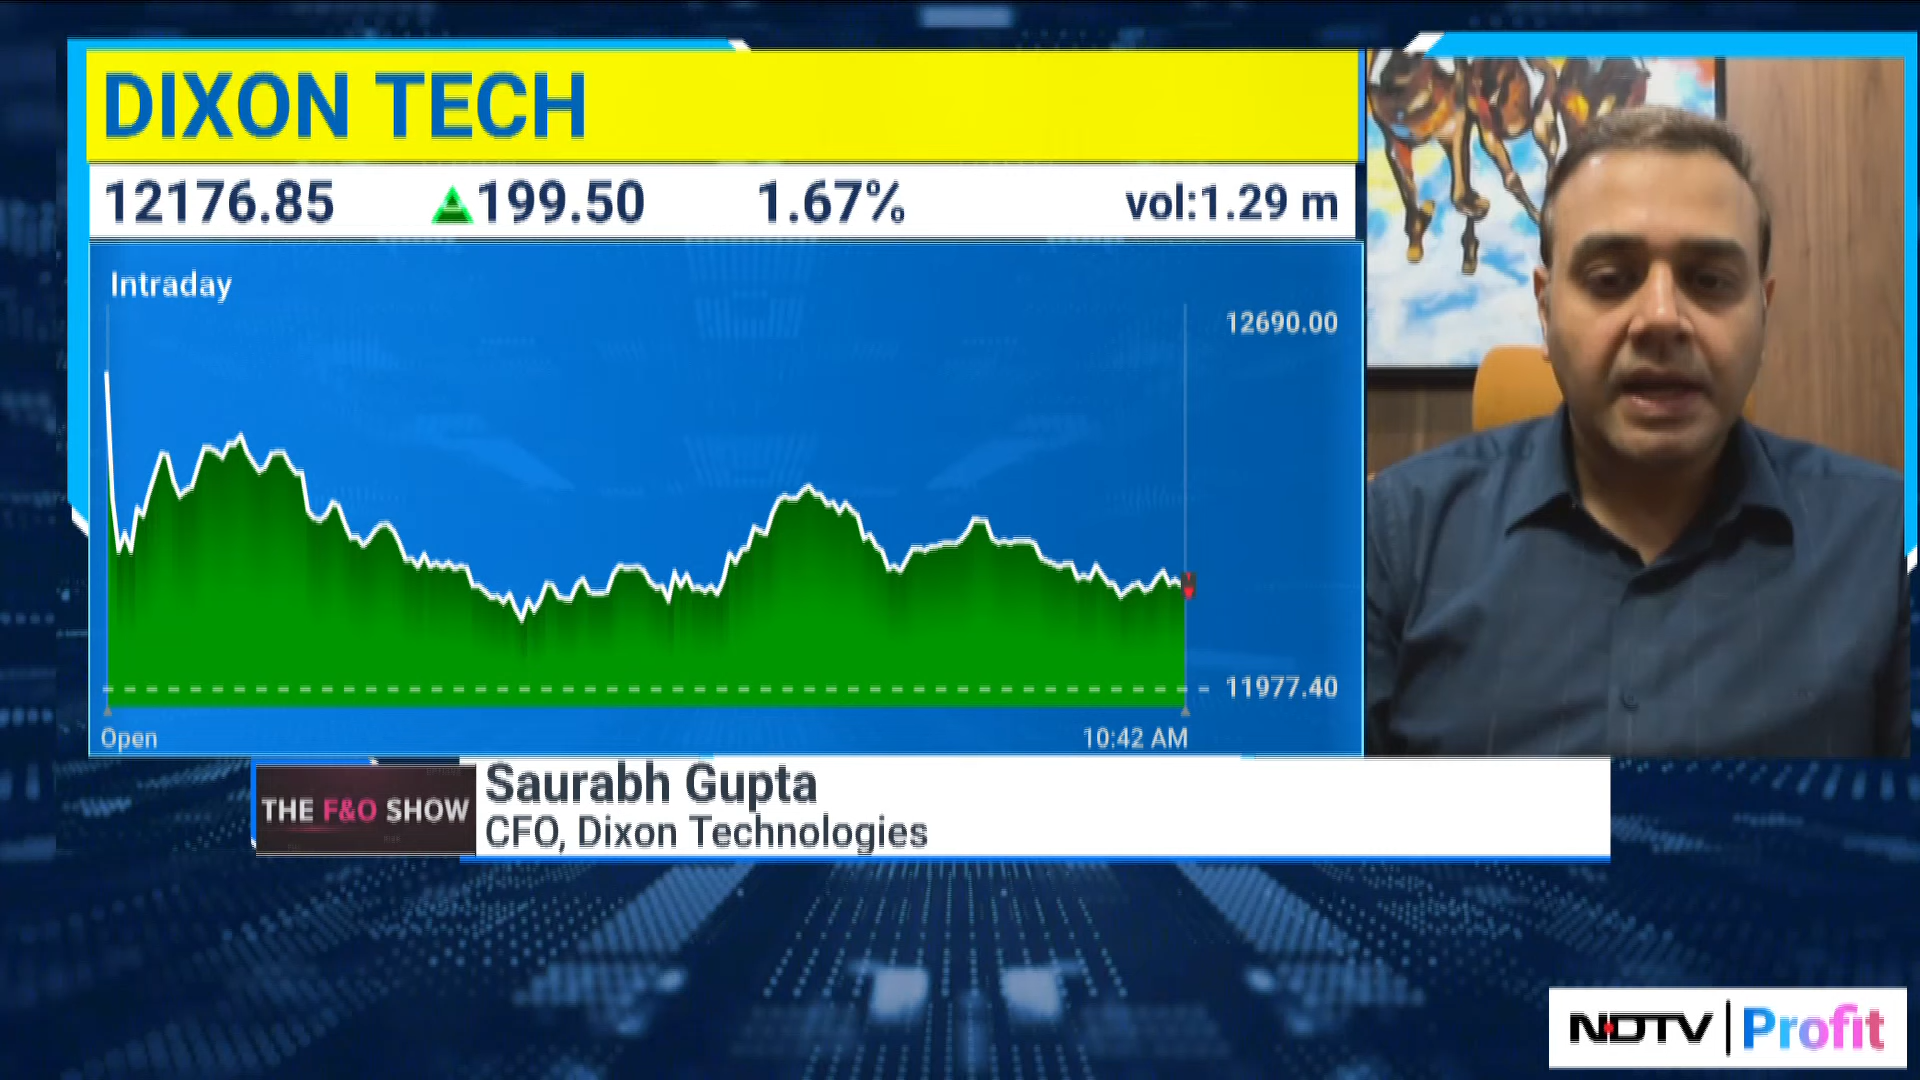 DIXON TECH
12176.85 199.50 1.67% vol:1.29 m
Intraday
12690.00
11977.40
Open 10:42 AM
THE F&O SHOW
Saurabh Gupta
CFO, Dixon Technologies
NDTV | Profit